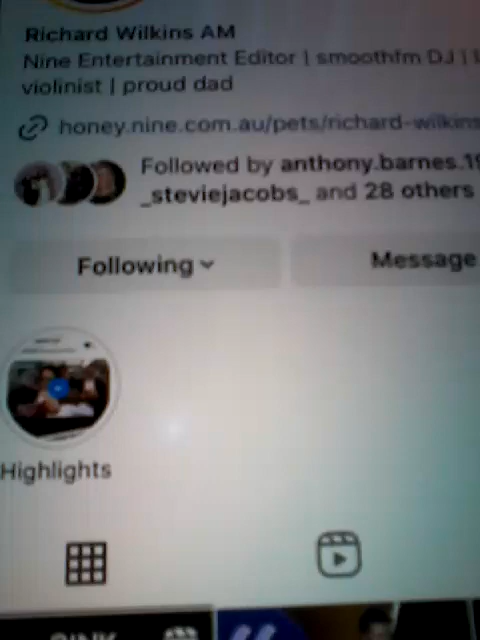 Richard Wilkins AM
Nine Entertainment Editor | smoothfm DJ |
violinist | proud dad
honey.nine.com.au/pets/richard-wilkins
Followed by anthony.barnes.19
_steviejacobs_ and 28 others
Following
Message
Highlights